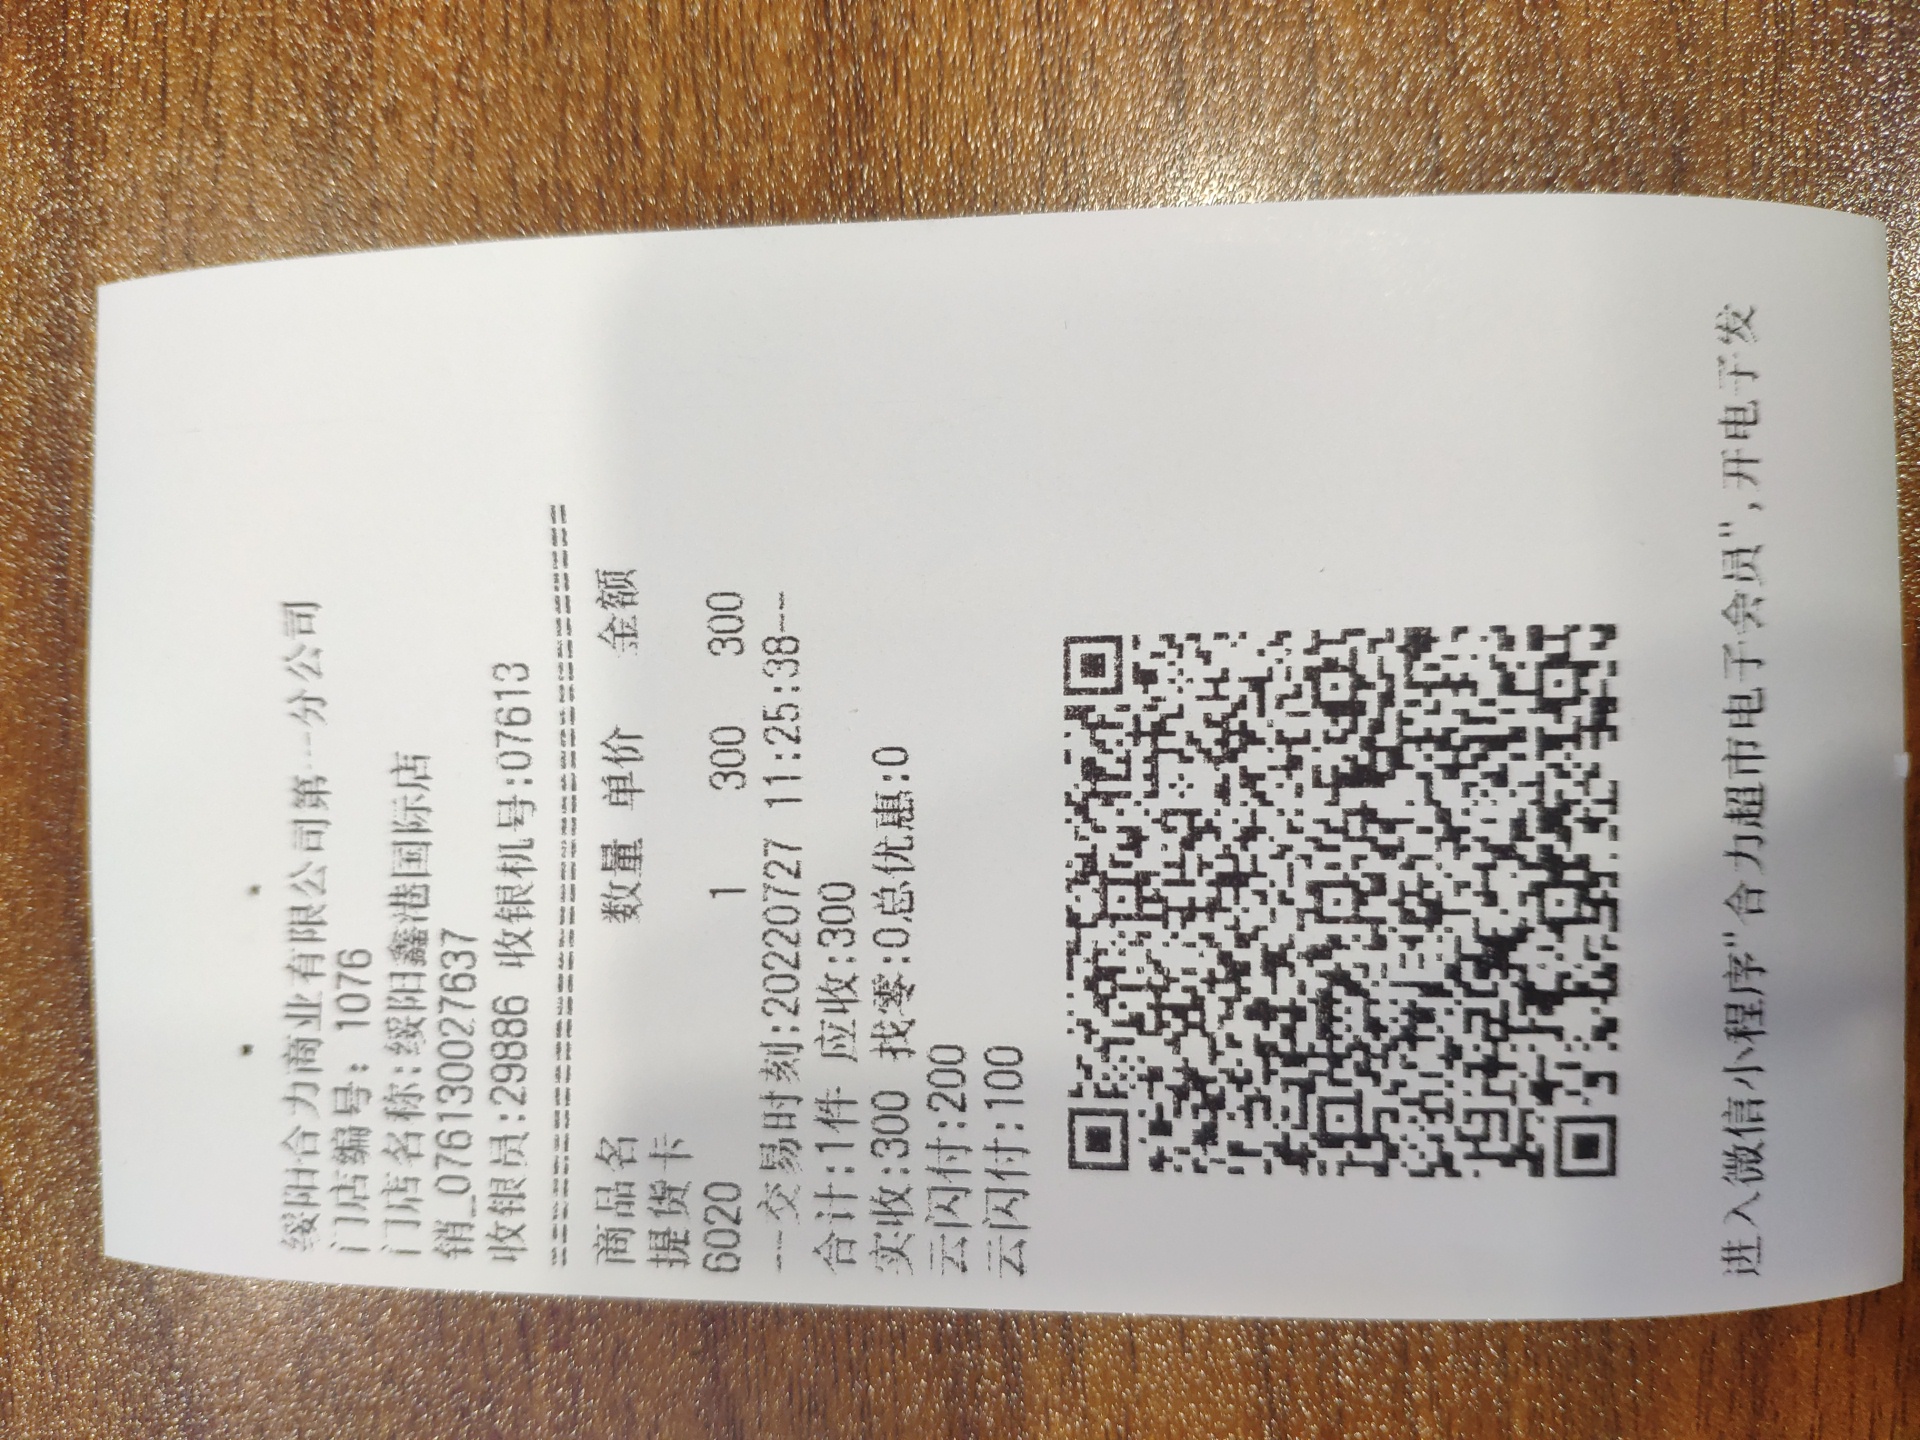 绥阳合力商业有限公司第一分公司
门店编号: 1076
门店名称:绥阳鑫港国际店
销_076130027637
收银员:29886 收银机号:07613
商品名 数量 单价 金额
提货卡
6020 1 300 300
--交易时刻:20220727 11:25:38--
合计:1件 应收:300
实收:300 找零:0总优惠:0
云闪付:200
云闪付:100
进入微信小程序"合力超市电子会员",开电子发